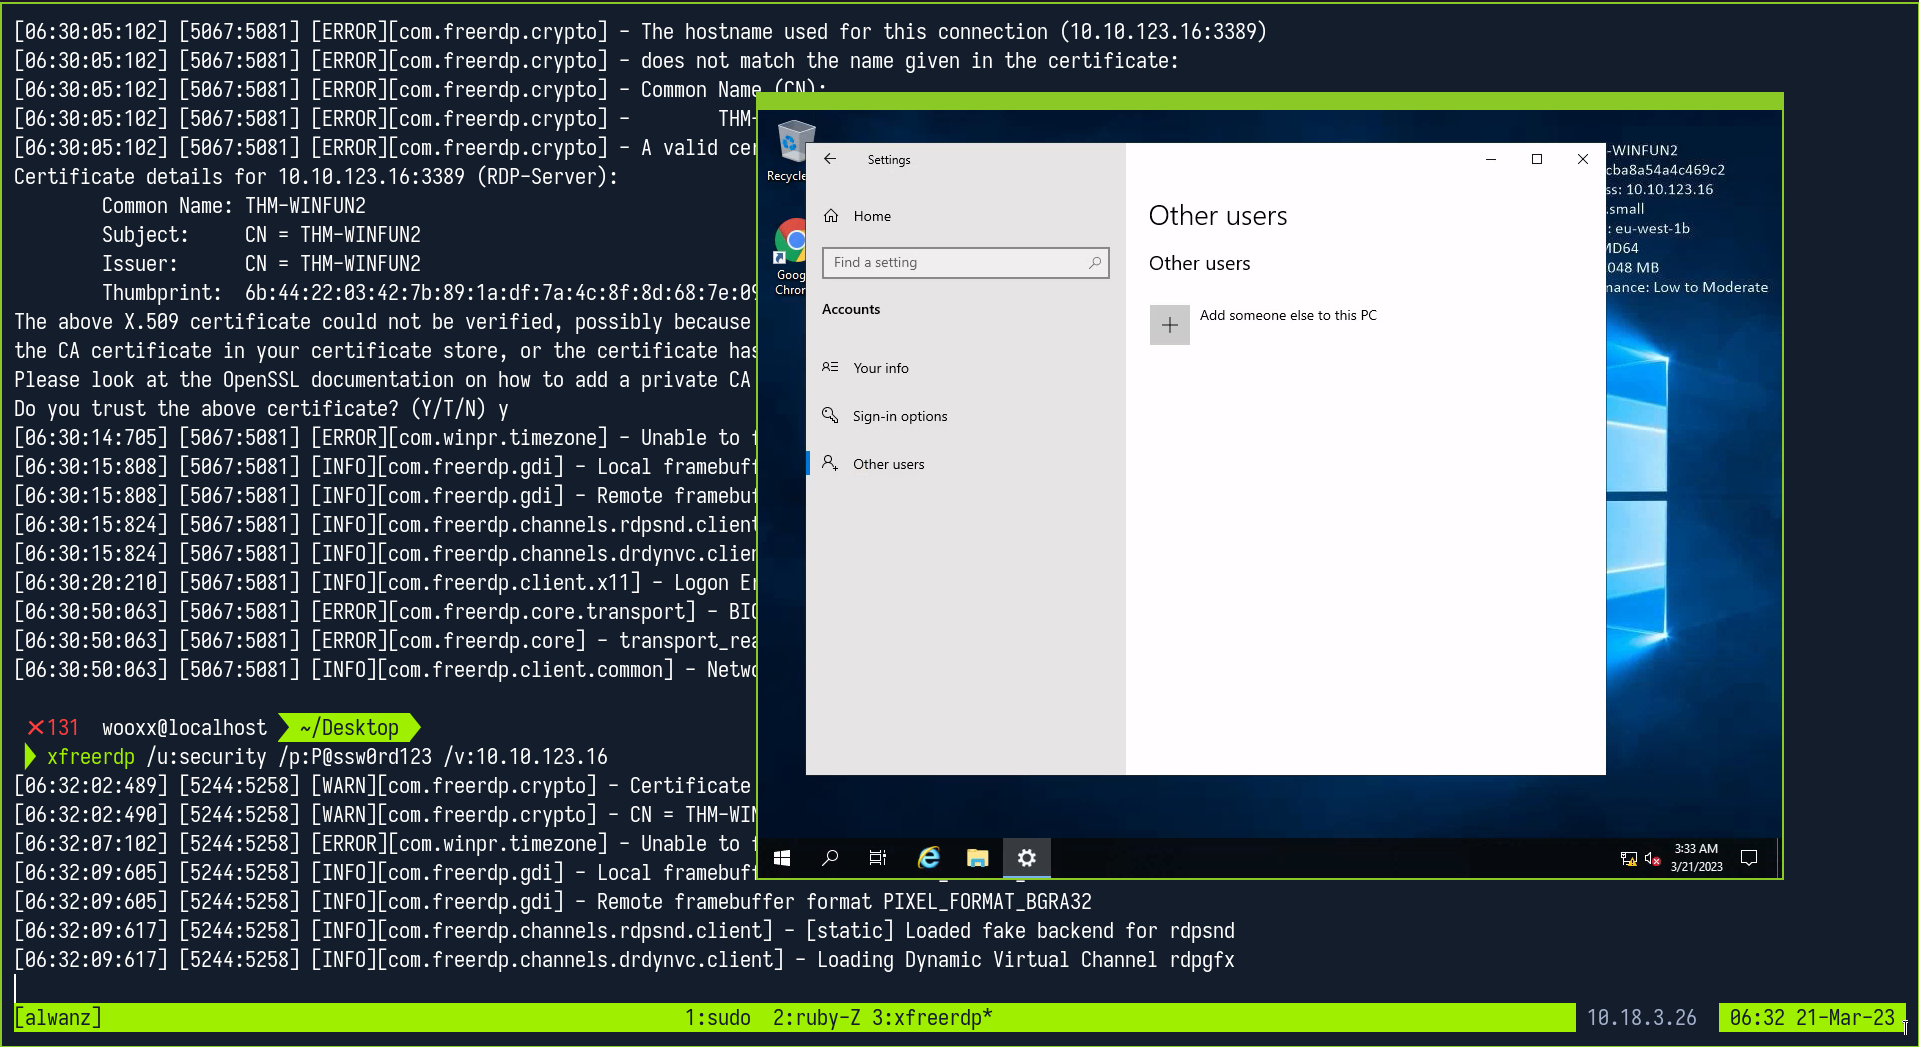 [06:30:05:102] [5067:5081] [ERROR][com.freerdp.crypto] - The hostname used for this connection (10.10.123.16:3389)
[06:30:05:102] [5067:5081] [ERROR][com.freerdp.crypto] - does not match the name given in the certificate:
[06:30:05:102] [5067:5081] [ERROR][com.freerdp.crypto] - Common Name (CN):
[06:30:05:102] [5067:5081] [ERROR][com.freerdp.crypto] - THM-
[06:30:05:102] [5067:5081] [ERROR][com.freerdp.crypto] - A valid cer
Certificate details for 10.10.123.16:3389 (RDP-Server):
Common Name: THM-WINFUN2
Subject: CN = THM-WINFUN2
Issuer: CN = THM-WINFUN2
Thumbprint: 6b:44:22:03:42:7b:89:1a:df:7a:4c:8f:8d:68:7e:09
The above X.509 certificate could not be verified, possibly because
the CA certificate in your certificate store, or the certificate has
Please look at the OpenSSL documentation on how to add a private CA
Do you trust the above certificate? (Y/T/N) y
[06:30:14:705] [5067:5081] [ERROR][com.winpr.timezone] - Unable to f
[06:30:15:808] [5067:5081] [INFO][com.freerdp.gdi] - Local framebuff
[06:30:15:808] [5067:5081] [INFO][com.freerdp.gdi] - Remote framebuf
[06:30:15:824] [5067:5081] [INFO][com.freerdp.channels.rdpsnd.client
[06:30:15:824] [5067:5081] [INFO][com.freerdp.channels.drdynvc.clien
[06:30:20:210] [5067:5081] [INFO][com.freerdp.client.x11] - Logon Er
[06:30:50:063] [5067:5081] [ERROR][com.freerdp.core.transport] - BIO
[06:30:50:063] [5067:5081] [ERROR][com.freerdp.core] - transport_rea
[06:30:50:063] [5067:5081] [INFO][com.freerdp.client.common] - Netwo
✕131 wooxx@localhost ~/Desktop
xfreerdp /u:security /p:P@ssw0rd123 /v:10.10.123.16
[06:32:02:489] [5244:5258] [WARN][com.freerdp.crypto] - Certificate
[06:32:02:490] [5244:5258] [WARN][com.freerdp.crypto] - CN = THM-WIN
[06:32:07:102] [5244:5258] [ERROR][com.winpr.timezone] - Unable to f
[06:32:09:605] [5244:5258] [INFO][com.freerdp.gdi] - Local framebuff
[06:32:09:605] [5244:5258] [INFO][com.freerdp.gdi] - Remote framebuffer format PIXEL_FORMAT_BGRA32
[06:32:09:617] [5244:5258] [INFO][com.freerdp.channels.rdpsnd.client] - [static] Loaded fake backend for rdpsnd
[06:32:09:617] [5244:5258] [INFO][com.freerdp.channels.drdynvc.client] - Loading Dynamic Virtual Channel rdpgfx
[alwanz] 1:sudo 2:ruby-Z 3:xfreerdp* 10.18.3.26 06:32 21-Mar-23
Recycle
Goog
Chron
Settings
Home
Find a setting
Accounts
Your info
Sign-in options
Other users
Other users
Other users
Add someone else to this PC
-WINFUN2
cba8a54a4c469c2
ss: 10.10.123.16
.small
: eu-west-1b
MD64
048 MB
nance: Low to Moderate
3:33 AM
3/21/2023